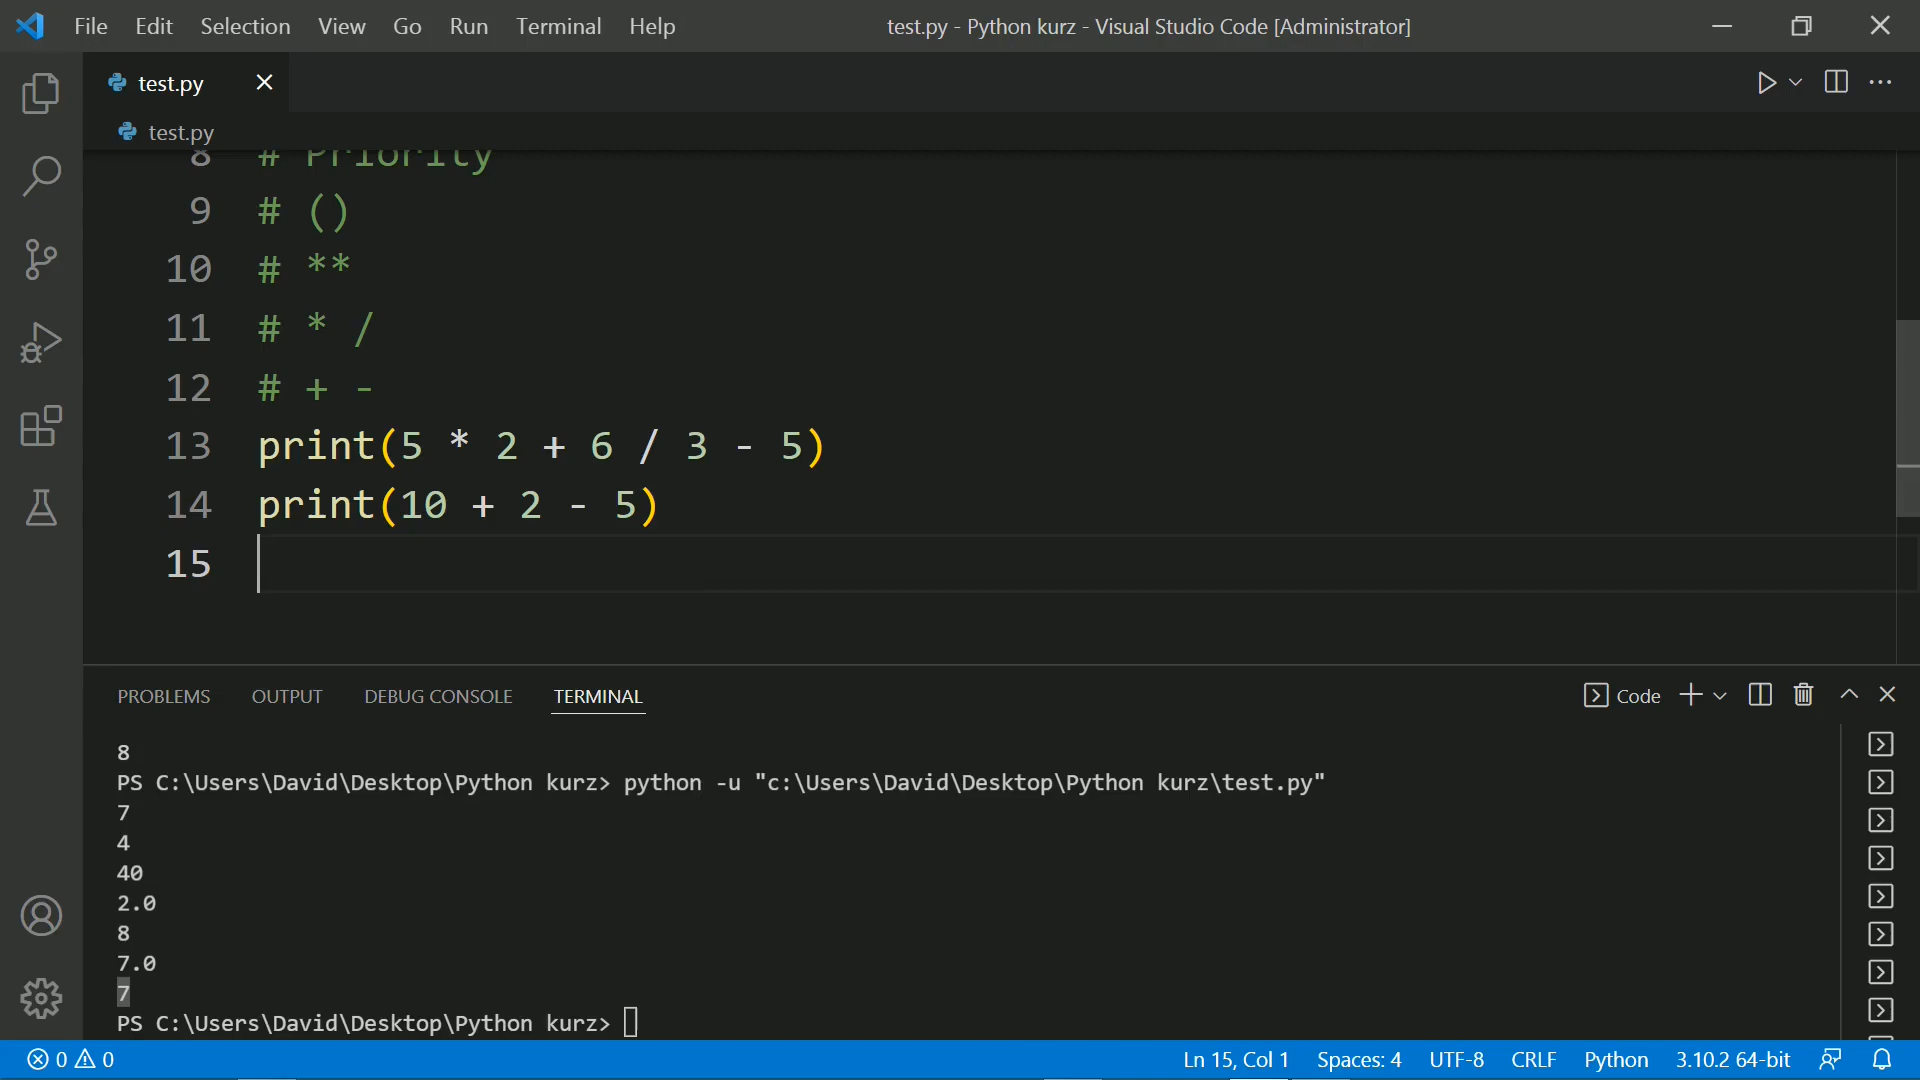 File Edit Selection View Go Run Terminal Help test.py - Python kurz - Visual Studio Code [Administrator]
test.py
test.py
8 # Priority
9 # ()
10 # **
11 # * /
12 # + -
13 print(5 * 2 + 6 / 3 - 5)
14 print(10 + 2 - 5)
15
PROBLEMS OUTPUT DEBUG CONSOLE TERMINAL Code
8
PS C:\Users\David\Desktop\Python kurz> python -u "c:\Users\David\Desktop\Python kurz\test.py"
7
4
40
2.0
8
7.0
7
PS C:\Users\David\Desktop\Python kurz>
0 0 Ln 15, Col 1 Spaces: 4 UTF-8 CRLF Python 3.10.2 64-bit